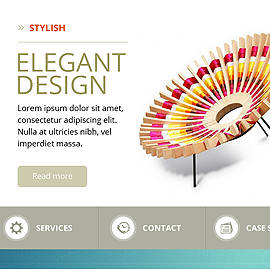 » STYLISH
ELEGANT
DESIGN
Lorem ipsum dolor sit amet,
consectetur adipiscing elit.
Nulla at ultricies nibh, vel
imperdiet massa.
Read more
SERVICES
CONTACT
CASE